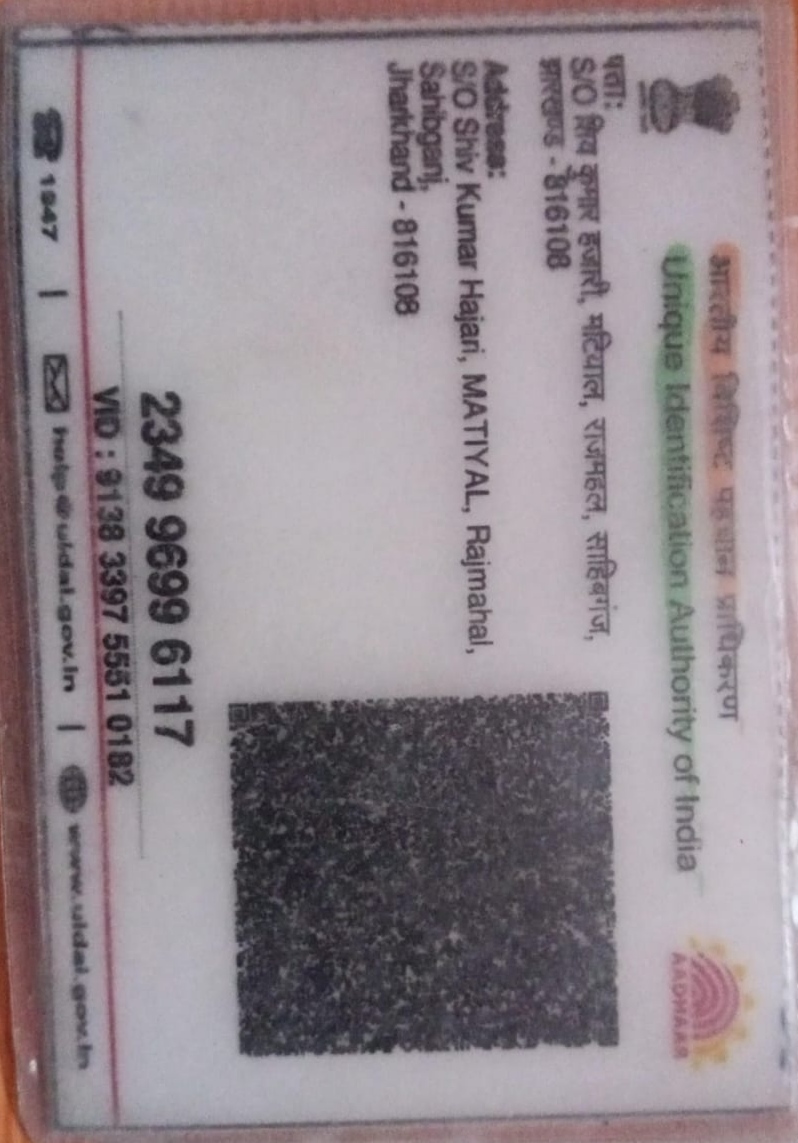 भारतीय विशिष्ट पहचान प्राधिकरण
Unique Identification Authority of India
AADHAAR
पता:
S/O शिव कुमार हजारी, मटियाल, राजमहल, साहिबगंज,
झारखण्ड - 816108
Address:
S/O Shiv Kumar Hajari, MATIYAL, Rajmahal,
Sahibganj,
Jharkhand - 816108
2349 9699 6117
VID : 9138 3397 5551 0182
1947 | help@uidai.gov.in | www.uidai.gov.in